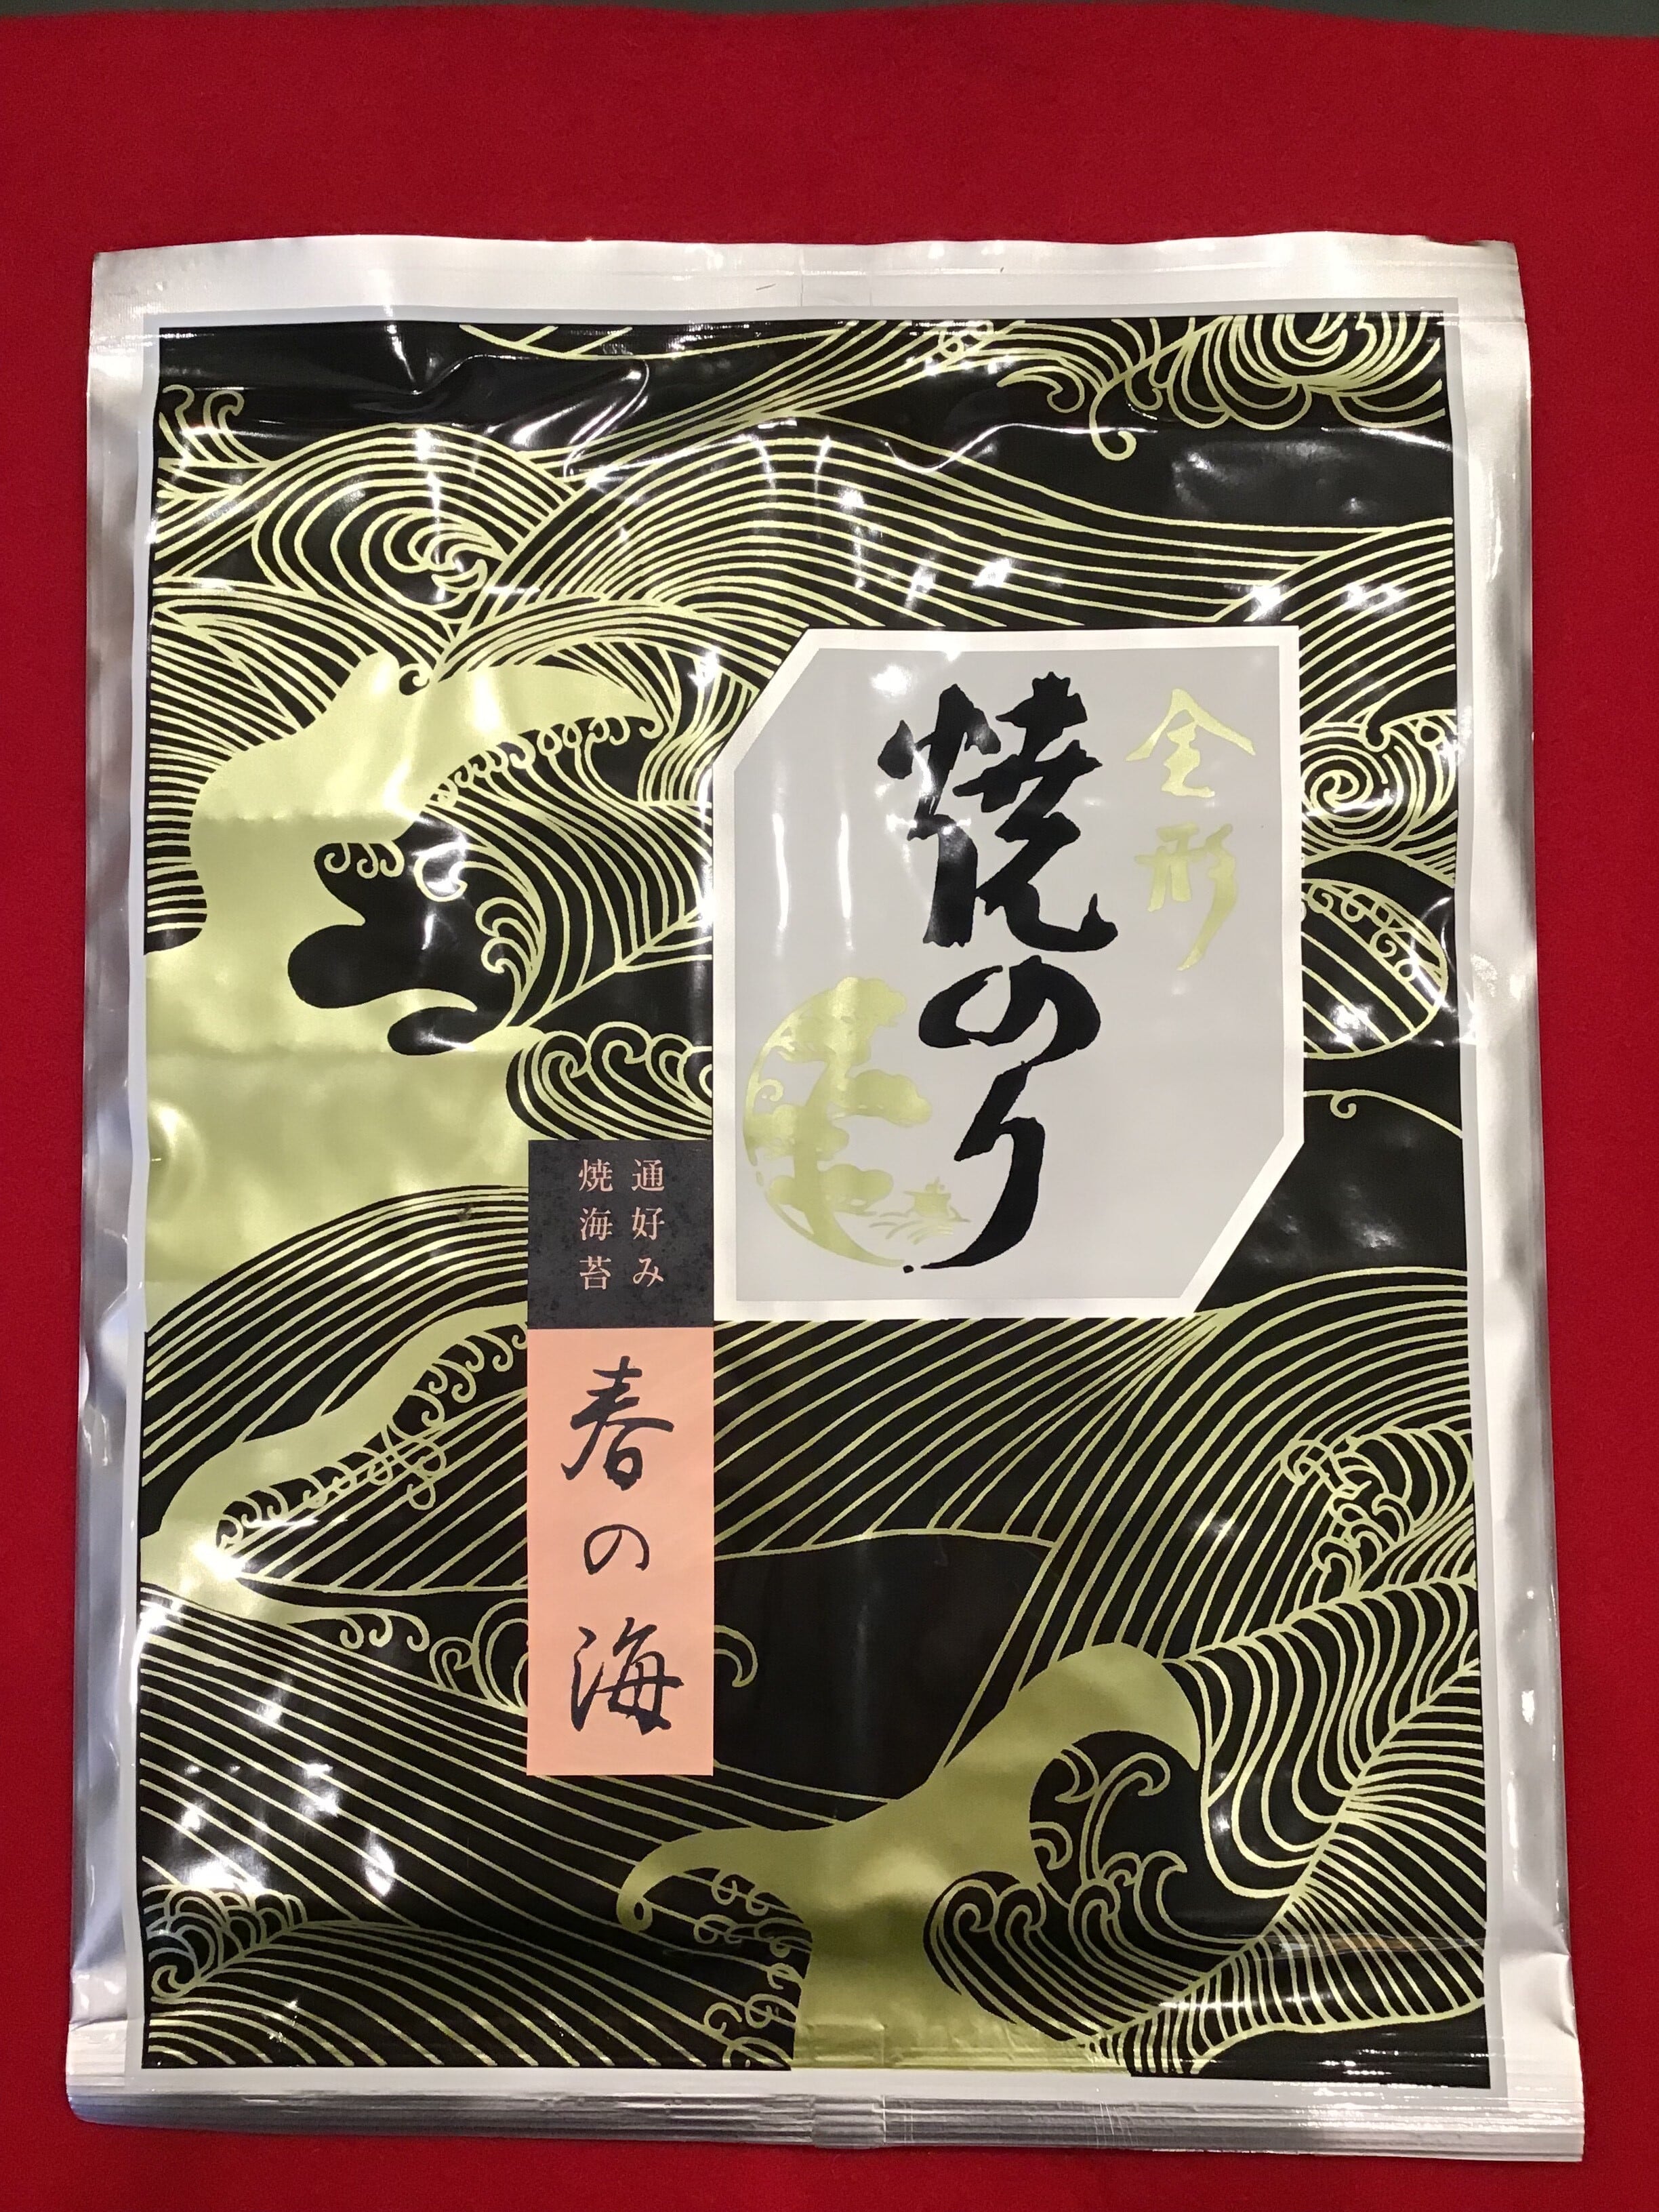 全形
焼のり
通好み
焼海苔
春の海